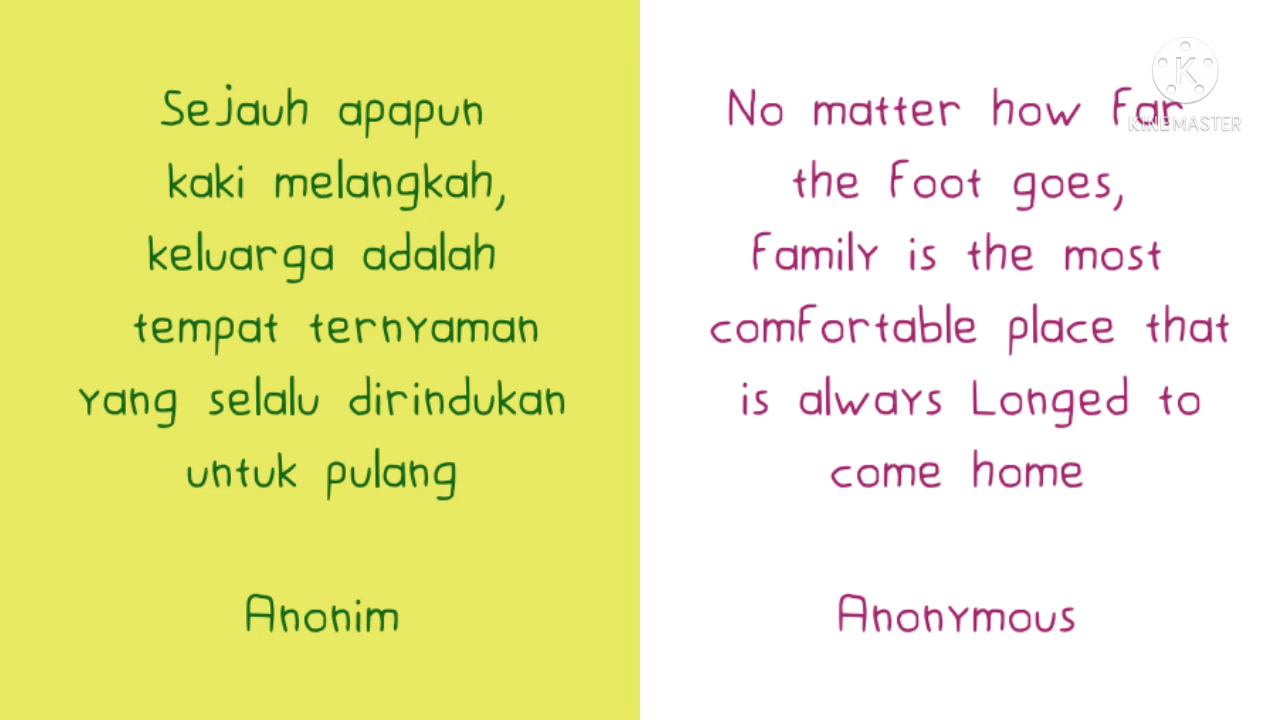 Sejauh apapun
kaki melangkah,
keluarga adalah
tempat ternyaman
yang selalu dirindukan
untuk pulang
Anonim
No matter how far
the foot goes,
family is the most
comfortable place that
is always Longed to
come home
Anonymous
K
KINEMASTER